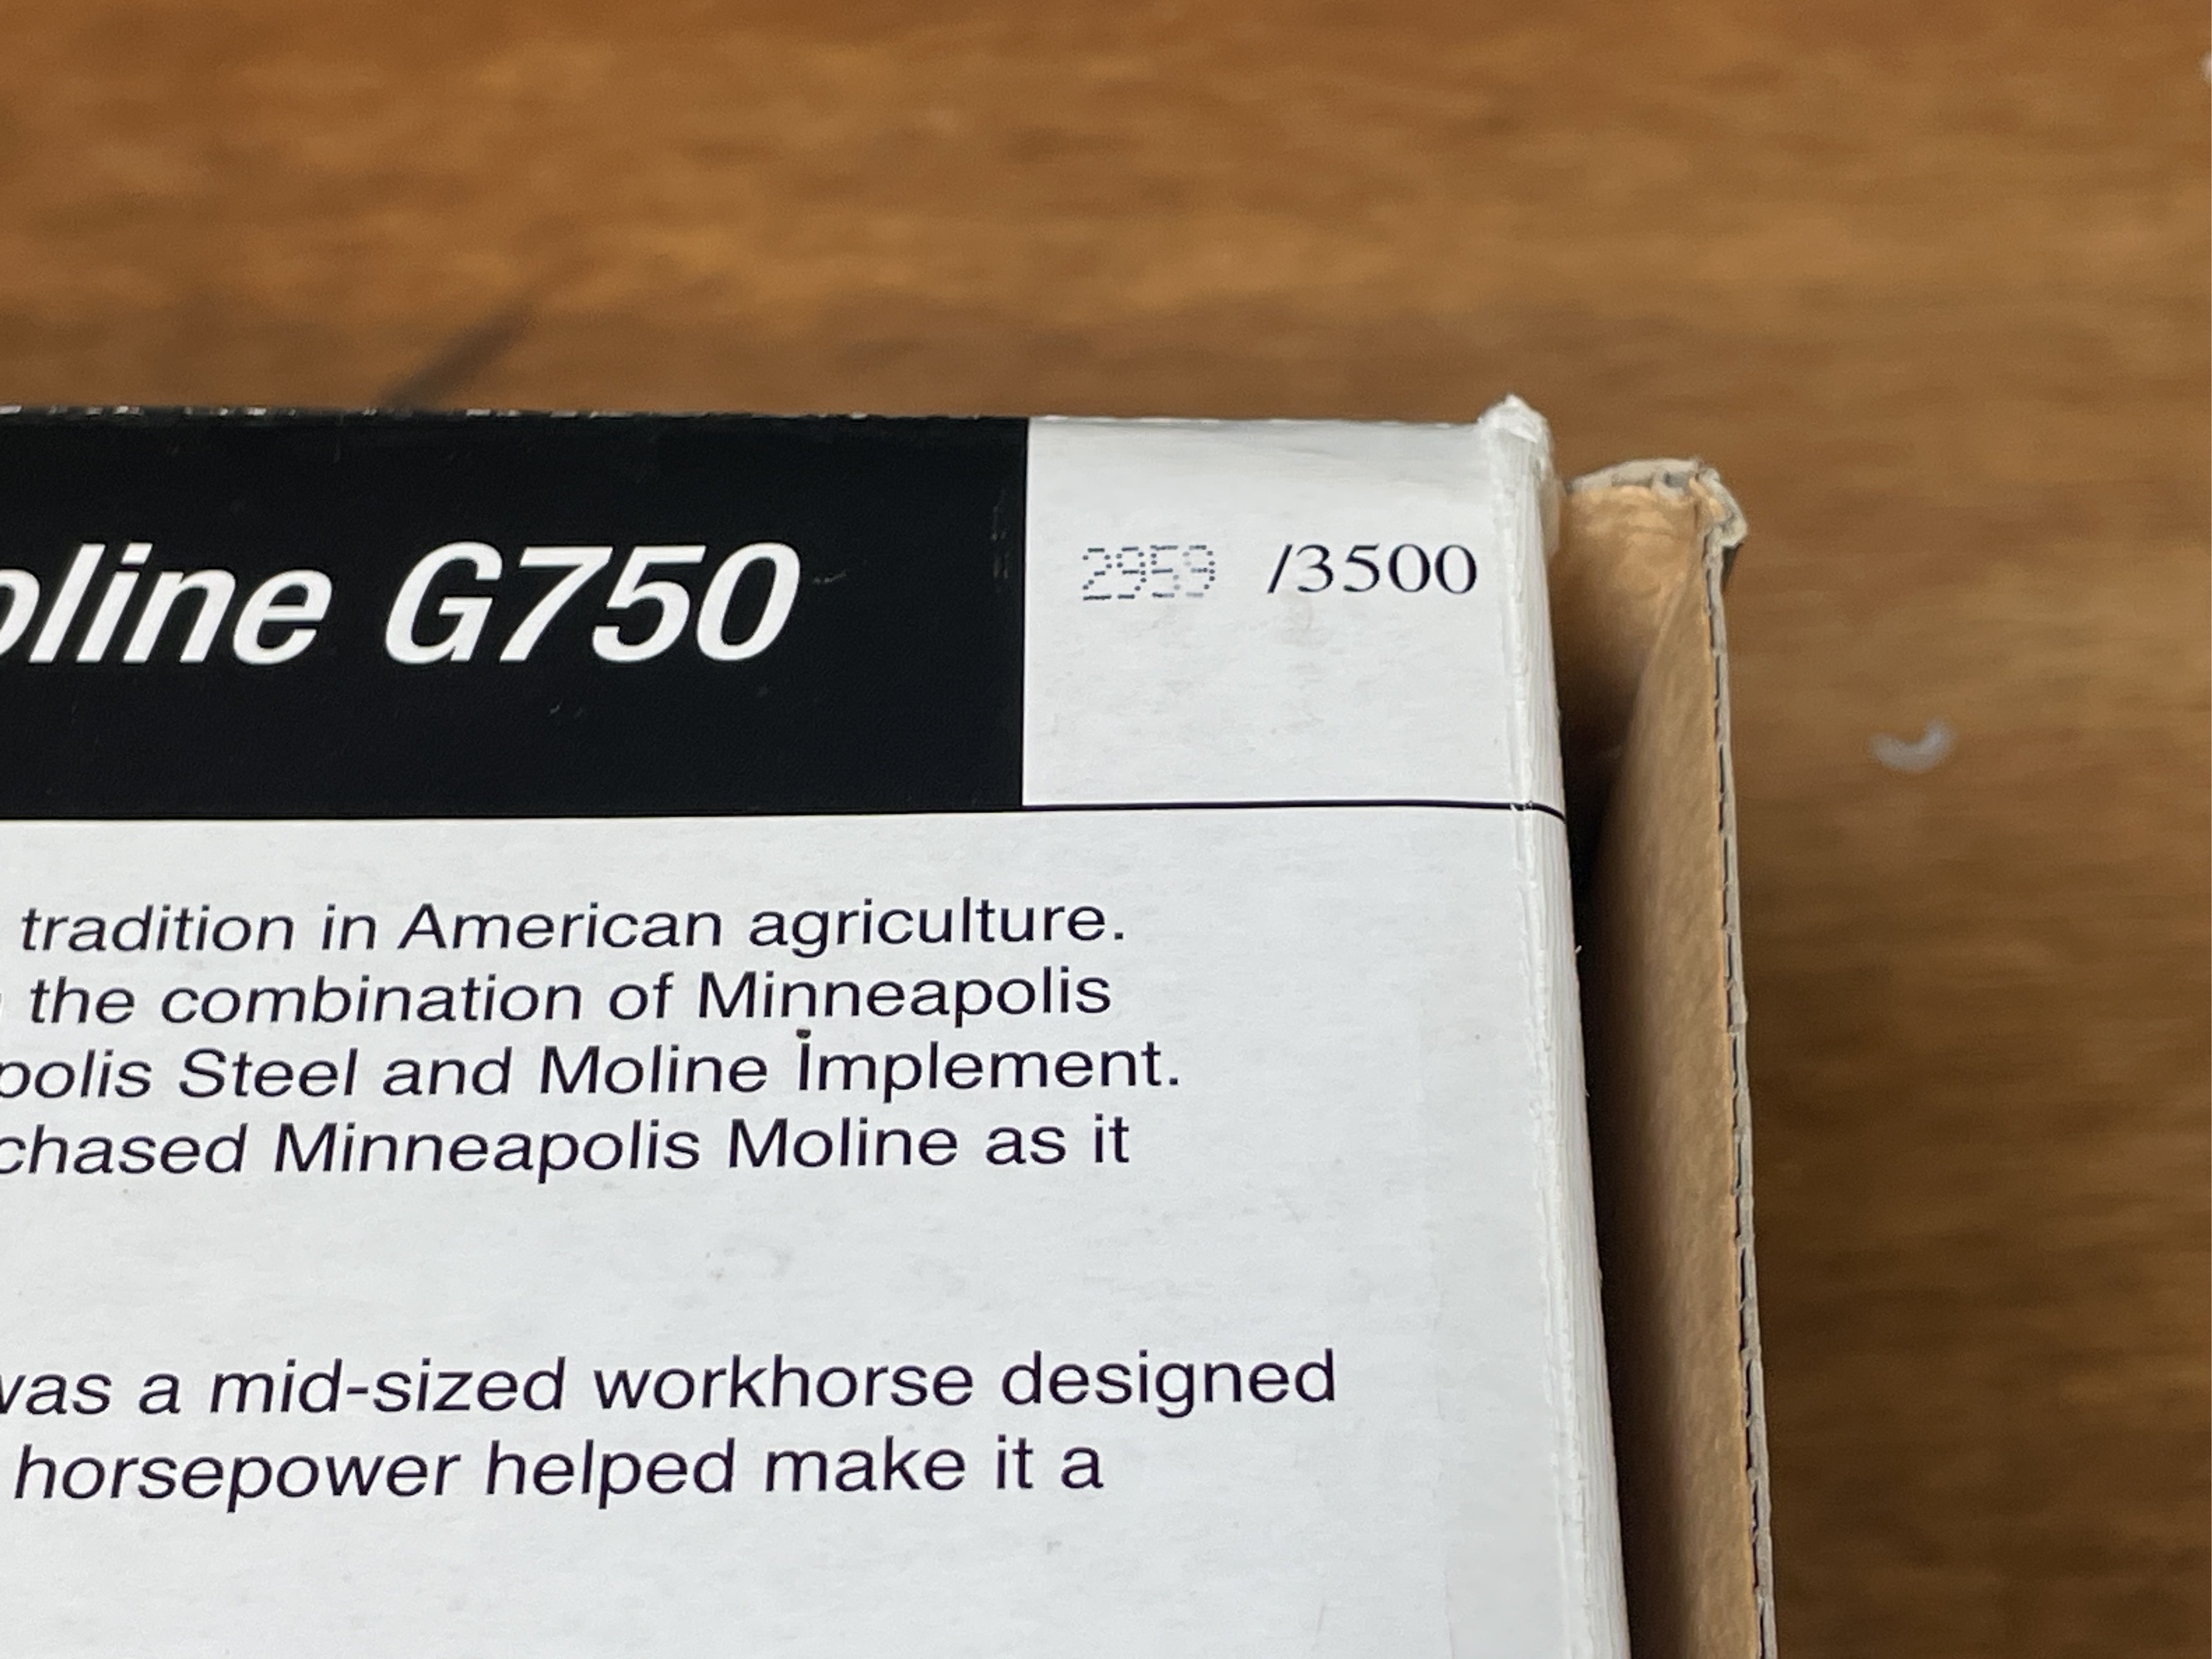 oline G750
2959 /3500
tradition in American agriculture.
the combination of Minneapolis
polis Steel and Moline Implement.
chased Minneapolis Moline as it
was a mid-sized workhorse designed
horsepower helped make it a